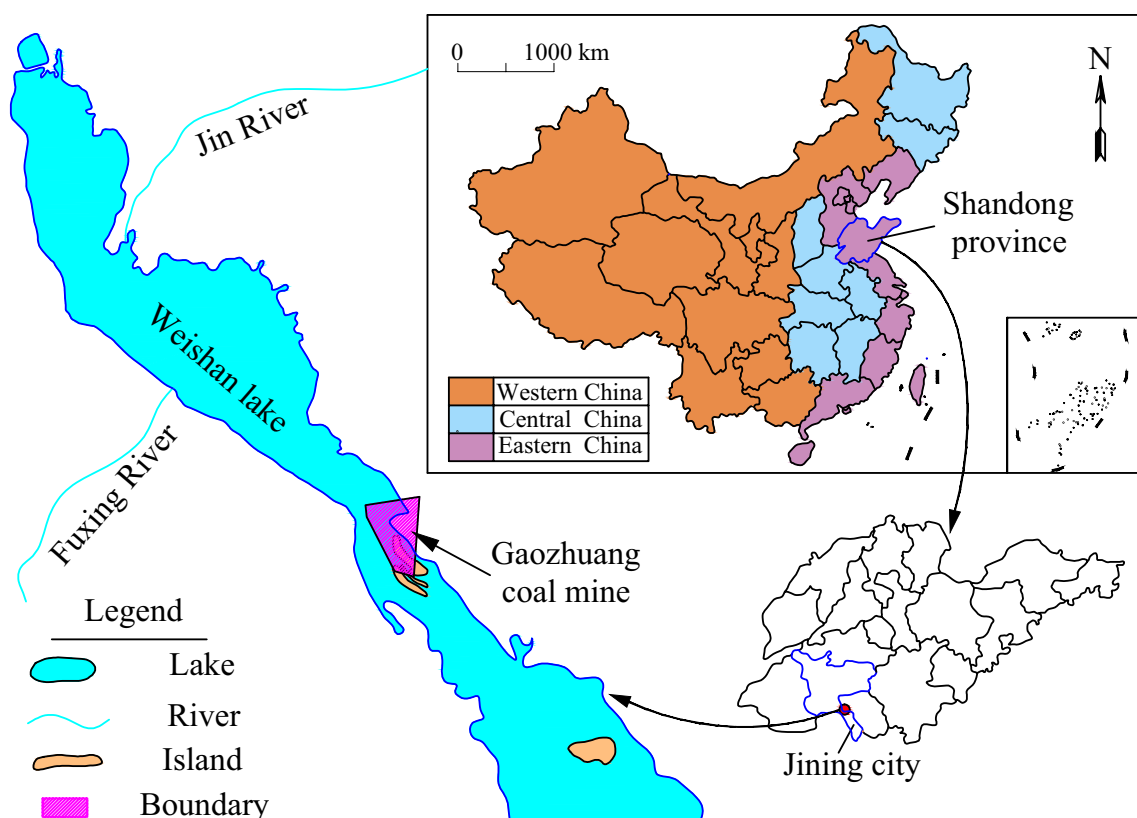 0 1000 km
N
Jin River
Shandong
province
Weishan lake
Western China
Central China
Eastern China
Fuxing River
Gaozhuang
coal mine
Legend
Lake
River
Island
Boundary
Jining city